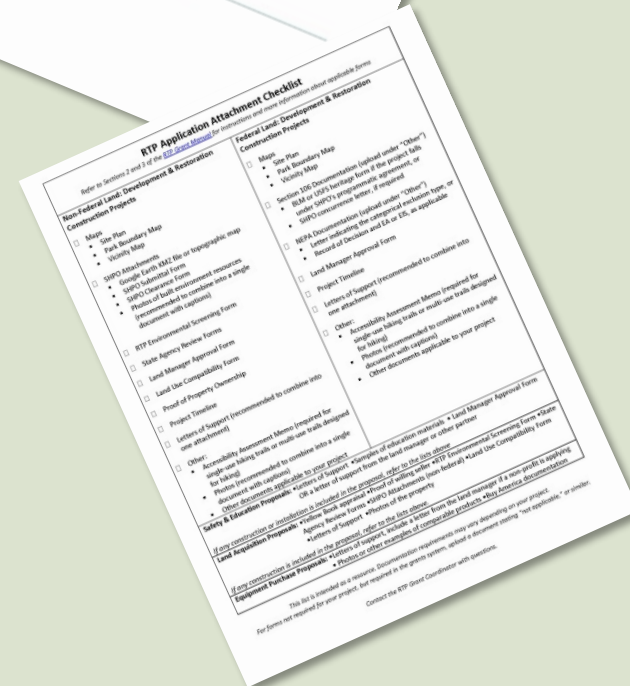 RTP Application Attachment Checklist
Refer to Sections 2 and 3 of the RTP Grant Manual for instructions and more information about applicable forms
Non-Federal Land: Development & Restoration
Construction Projects
Maps
• Site Plan
• Park Boundary Map
• Vicinity Map
SHPO Attachments
• Google Earth KMZ file or topographic map
• SHPO Submittal Form
• SHPO Clearance Form
• Photos of built environment resources
(recommended to combine into a single
document with captions)
RTP Environmental Screening Form
State Agency Review Forms
Land Manager Approval Form
Land Use Compatibility Form
Proof of Property Ownership
Project Timeline
Letters of Support (recommended to combine into
one attachment)
Other:
• Accessibility Assessment Memo (required for
single-use hiking trails or multi-use trails designed
for hiking)
• Photos (recommended to combine into a single
document with captions)
• Other documents applicable to your project
Federal Land: Development & Restoration
Construction Projects
Maps
• Site Plan
• Park Boundary Map
• Vicinity Map
Section 106 Documentation (upload under "Other")
• BLM or USFS heritage form if the project falls
under SHPO's programmatic agreement, or
• SHPO concurrence letter, if required
NEPA Documentation (upload under "Other")
• Letter indicating the categorical exclusion type, or
• Record of Decision and EA or EIS, as applicable
Land Manager Approval Form
Project Timeline
Letters of Support (recommended to combine into
one attachment)
Other:
• Accessibility Assessment Memo (required for
single-use hiking trails or multi-use trails designed
for hiking)
• Photos (recommended to combine into a single
document with captions)
• Other documents applicable to your project
Safety & Education Proposals: •Letters of Support •Samples of education materials • Land Manager Approval Form
OR a letter of support from the land manager or other partner
If any construction or installation is included in the proposal, refer to the lists above
Land Acquisition Proposals: •Yellow Book appraisal •Proof of willing seller •RTP Environmental Screening Form •State
Agency Review Forms •SHPO Attachments (non-federal) •Land Use Compatibility Form
•Letters of Support •Photos of the property
If any construction is included in the proposal, refer to the lists above
Equipment Purchase Proposals: •Letters of support, include a letter from the land manager if a non-profit is applying
• Photos or other examples of comparable products •Buy America documentation
This list is intended as a resource. Documentation requirements may vary depending on your project.
For forms not required for your project, but required in the grants system, upload a document stating "not applicable," or similar.
Contact the RTP Grant Coordinator with questions.